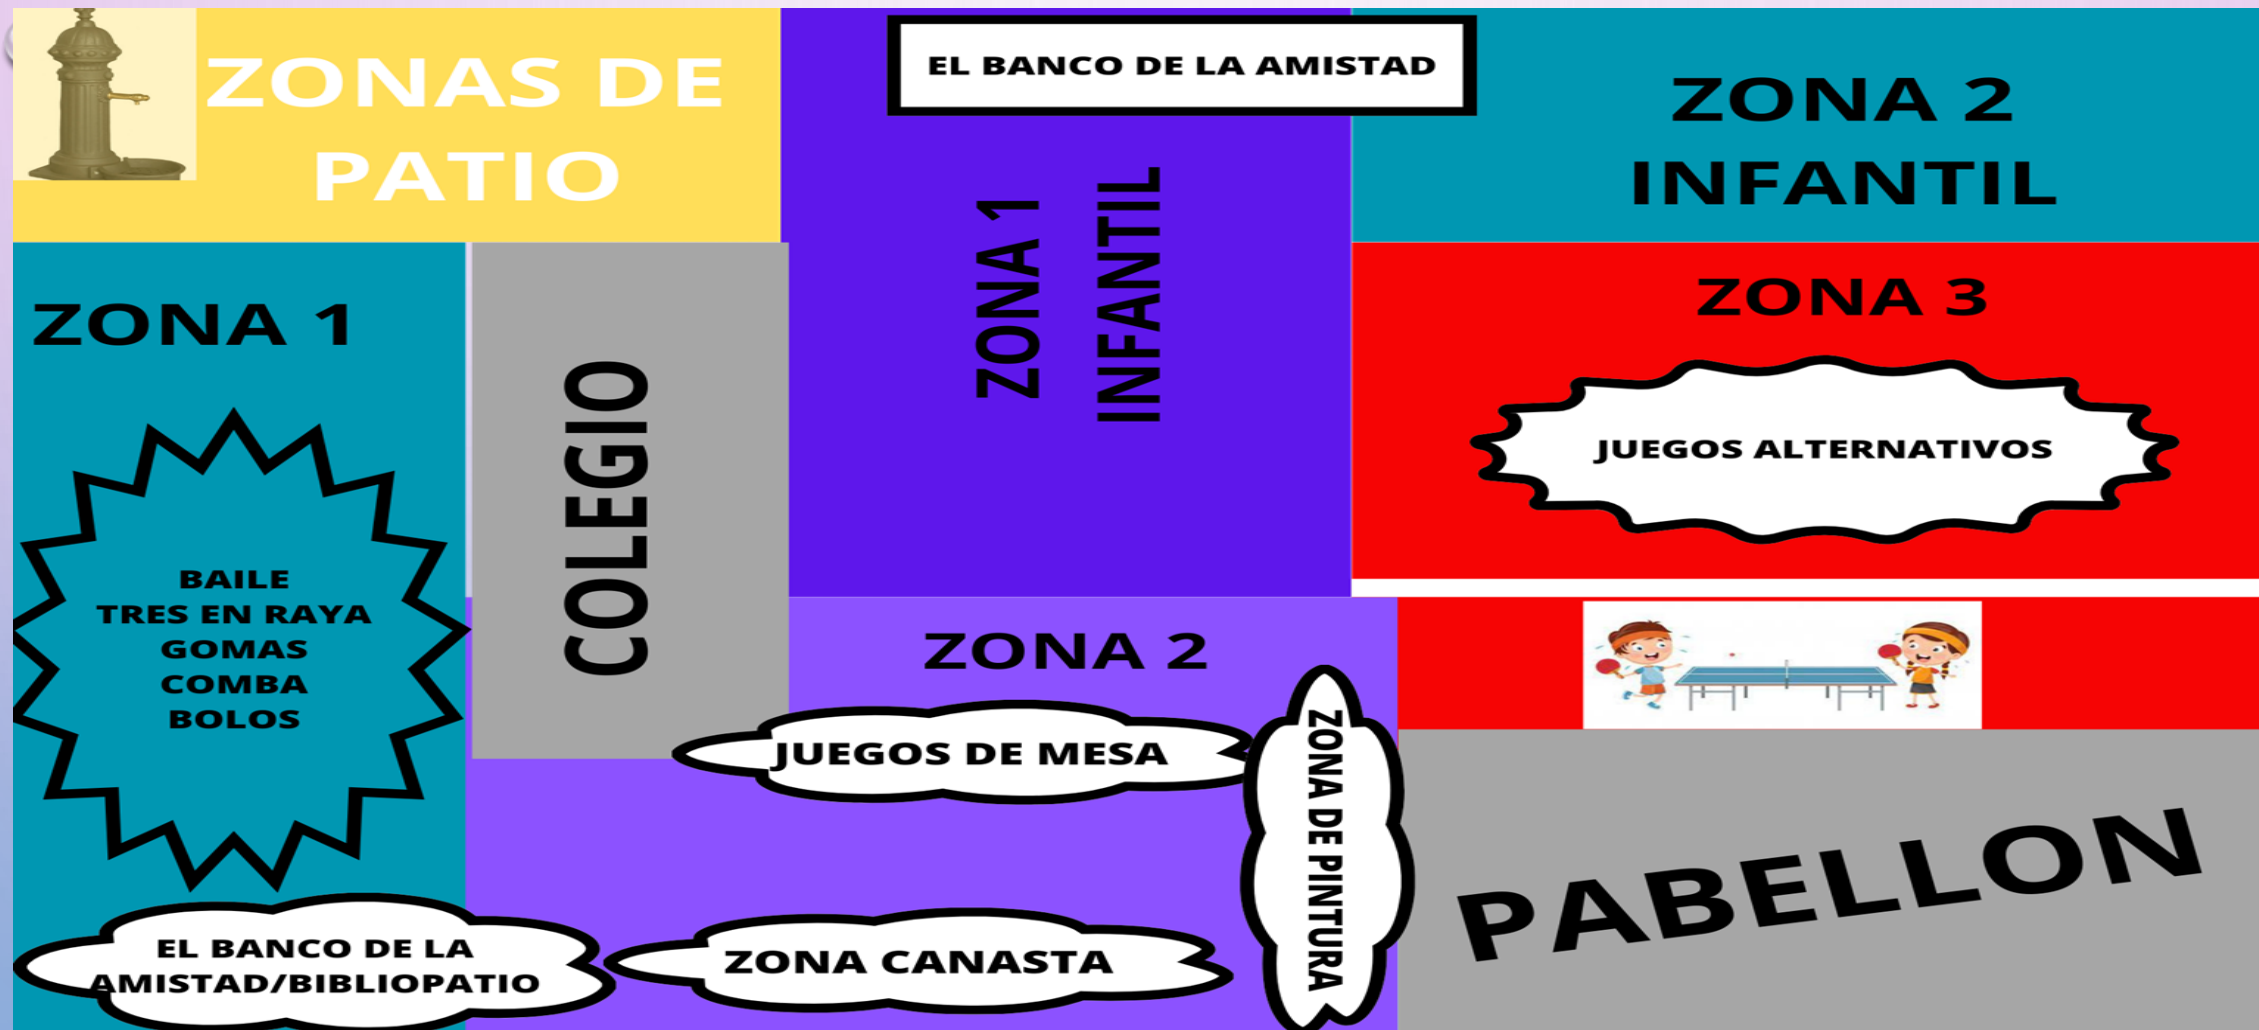 ZONAS DE
PATIO
EL BANCO DE LA AMISTAD
ZONA 2
INFANTIL
ZONA 1
INFANTIL
ZONA 1
BAILE
TRES EN RAYA
GOMAS
COMBA
BOLOS
COLEGIO
ZONA 3
JUEGOS ALTERNATIVOS
ZONA 2
JUEGOS DE MESA
ZONA DE PINTURA
ZONA CANASTA
EL BANCO DE LA
AMISTAD/BIBLIOPATIO
PABELLON